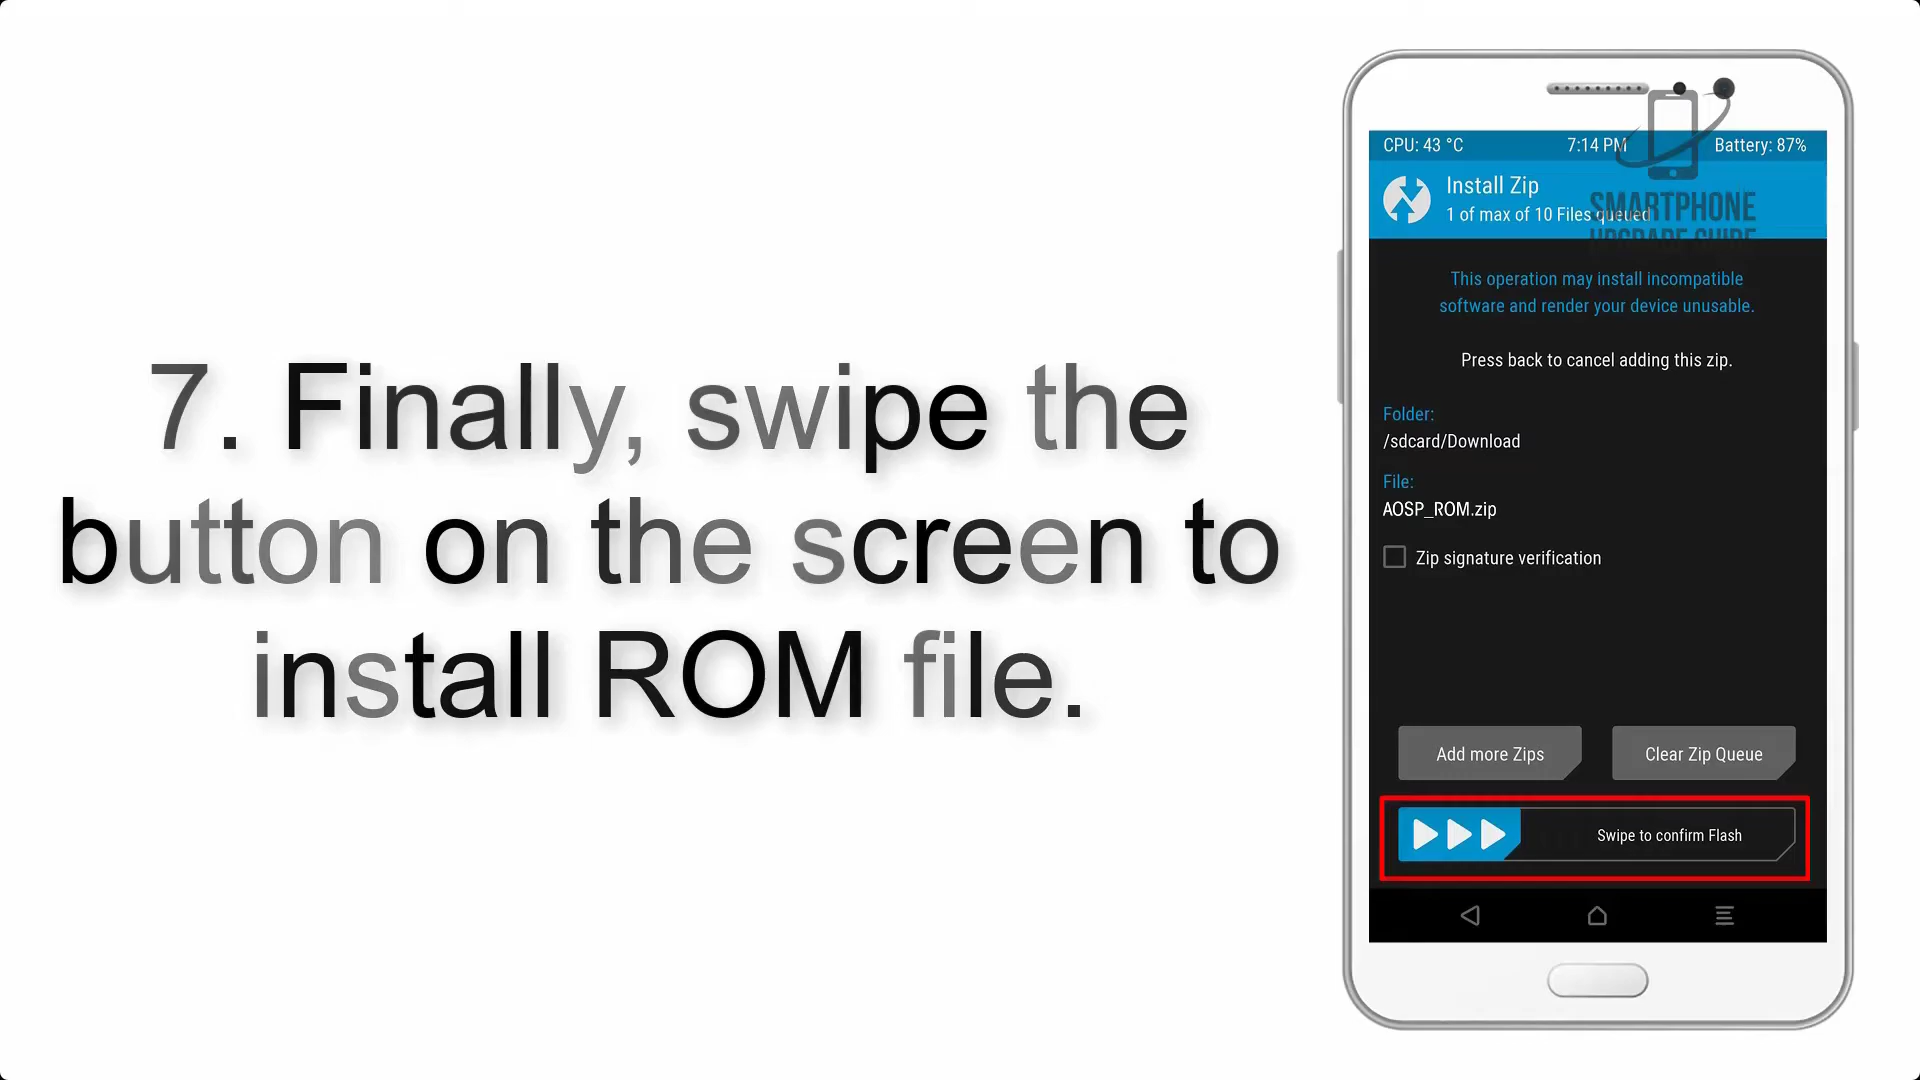 7. Finally, swipe the
button on the screen to
install ROM file.
CPU: 43 °C 7:14 PM Battery: 87%
Install Zip
1 of max of 10 Files queued
SMARTPHONE
UPGRADE GUIDE
This operation may install incompatible
software and render your device unusable.
Press back to cancel adding this zip.
Folder:
/sdcard/Download
File:
AOSP_ROM.zip
Zip signature verification
Add more Zips Clear Zip Queue
Swipe to confirm Flash